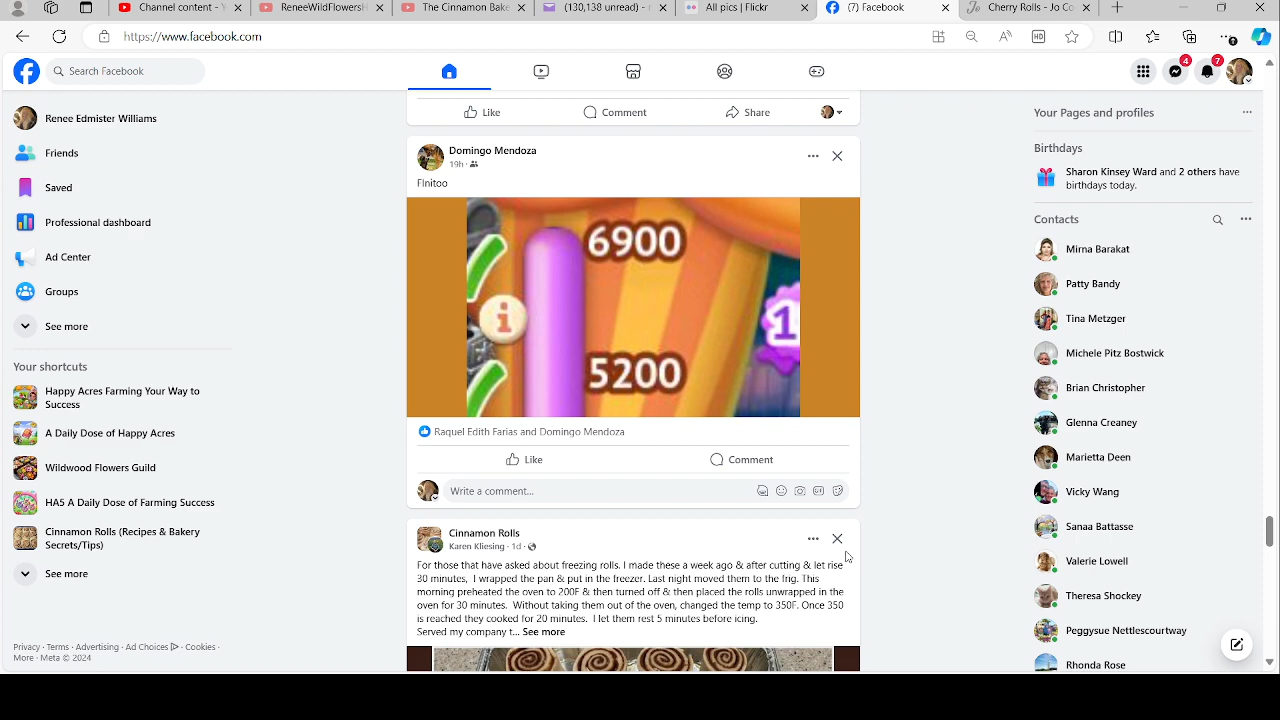 Channel content - Y
ReneeWildFlowersH
The Cinnamon Bake
(130,138 unread) -
All pics | Flickr
(7) Facebook
Cherry Rolls - Jo Co
https://www.facebook.com
Search Facebook
4
7
Renee Edmister Williams
Friends
Saved
Professional dashboard
Ad Center
Groups
See more
Your shortcuts
Happy Acres Farming Your Way to
Success
A Daily Dose of Happy Acres
Wildwood Flowers Guild
HA5 A Daily Dose of Farming Success
Cinnamon Rolls (Recipes & Bakery
Secrets/Tips)
See more
Privacy · Terms · Advertising · Ad Choices · Cookies ·
More · Meta © 2024
Like
Comment
Share
Domingo Mendoza
19h ·
FInitoo
6900
i
1
5200
Raquel Edith Farias and Domingo Mendoza
Like
Comment
Write a comment...
Cinnamon Rolls
Karen Kliesing · 1d ·
For those that have asked about freezing rolls. I made these a week ago & after cutting & let rise
30 minutes, I wrapped the pan & put in the freezer. Last night moved them to the frig. This
morning preheated the oven to 200F & then turned off & then placed the rolls unwrapped in the
oven for 30 minutes. Without taking them out of the oven, changed the temp to 350F. Once 350
is reached they cooked for 20 minutes. I let them rest 5 minutes before icing.
Served my company t... See more
Your Pages and profiles
Birthdays
Sharon Kinsey Ward and 2 others have
birthdays today.
Contacts
Mirna Barakat
Patty Bandy
Tina Metzger
Michele Pitz Bostwick
Brian Christopher
Glenna Creaney
Marietta Deen
Vicky Wang
Sanaa Battasse
Valerie Lowell
Theresa Shockey
Peggysue Nettlescourtway
Rhonda Rose